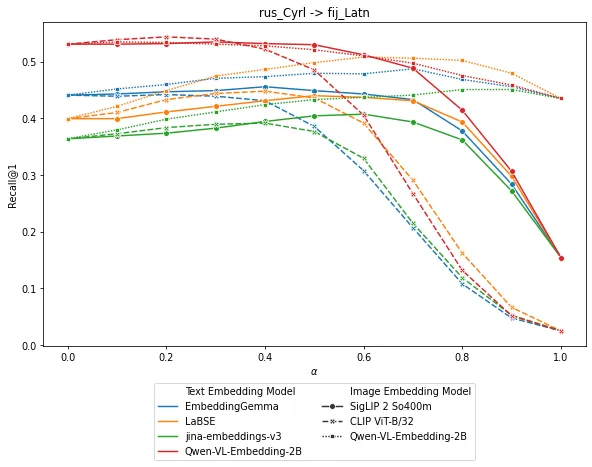 rus_Cyrl -> fij_Latn
Recall@1
0.5
0.4
0.3
0.2
0.1
0.0
0.0 0.2 0.4 0.6 0.8 1.0
α
Text Embedding Model Image Embedding Model
EmbeddingGemma SigLIP 2 So400m
LaBSE CLIP ViT-B/32
jina-embeddings-v3 Qwen-VL-Embedding-2B
Qwen-VL-Embedding-2B